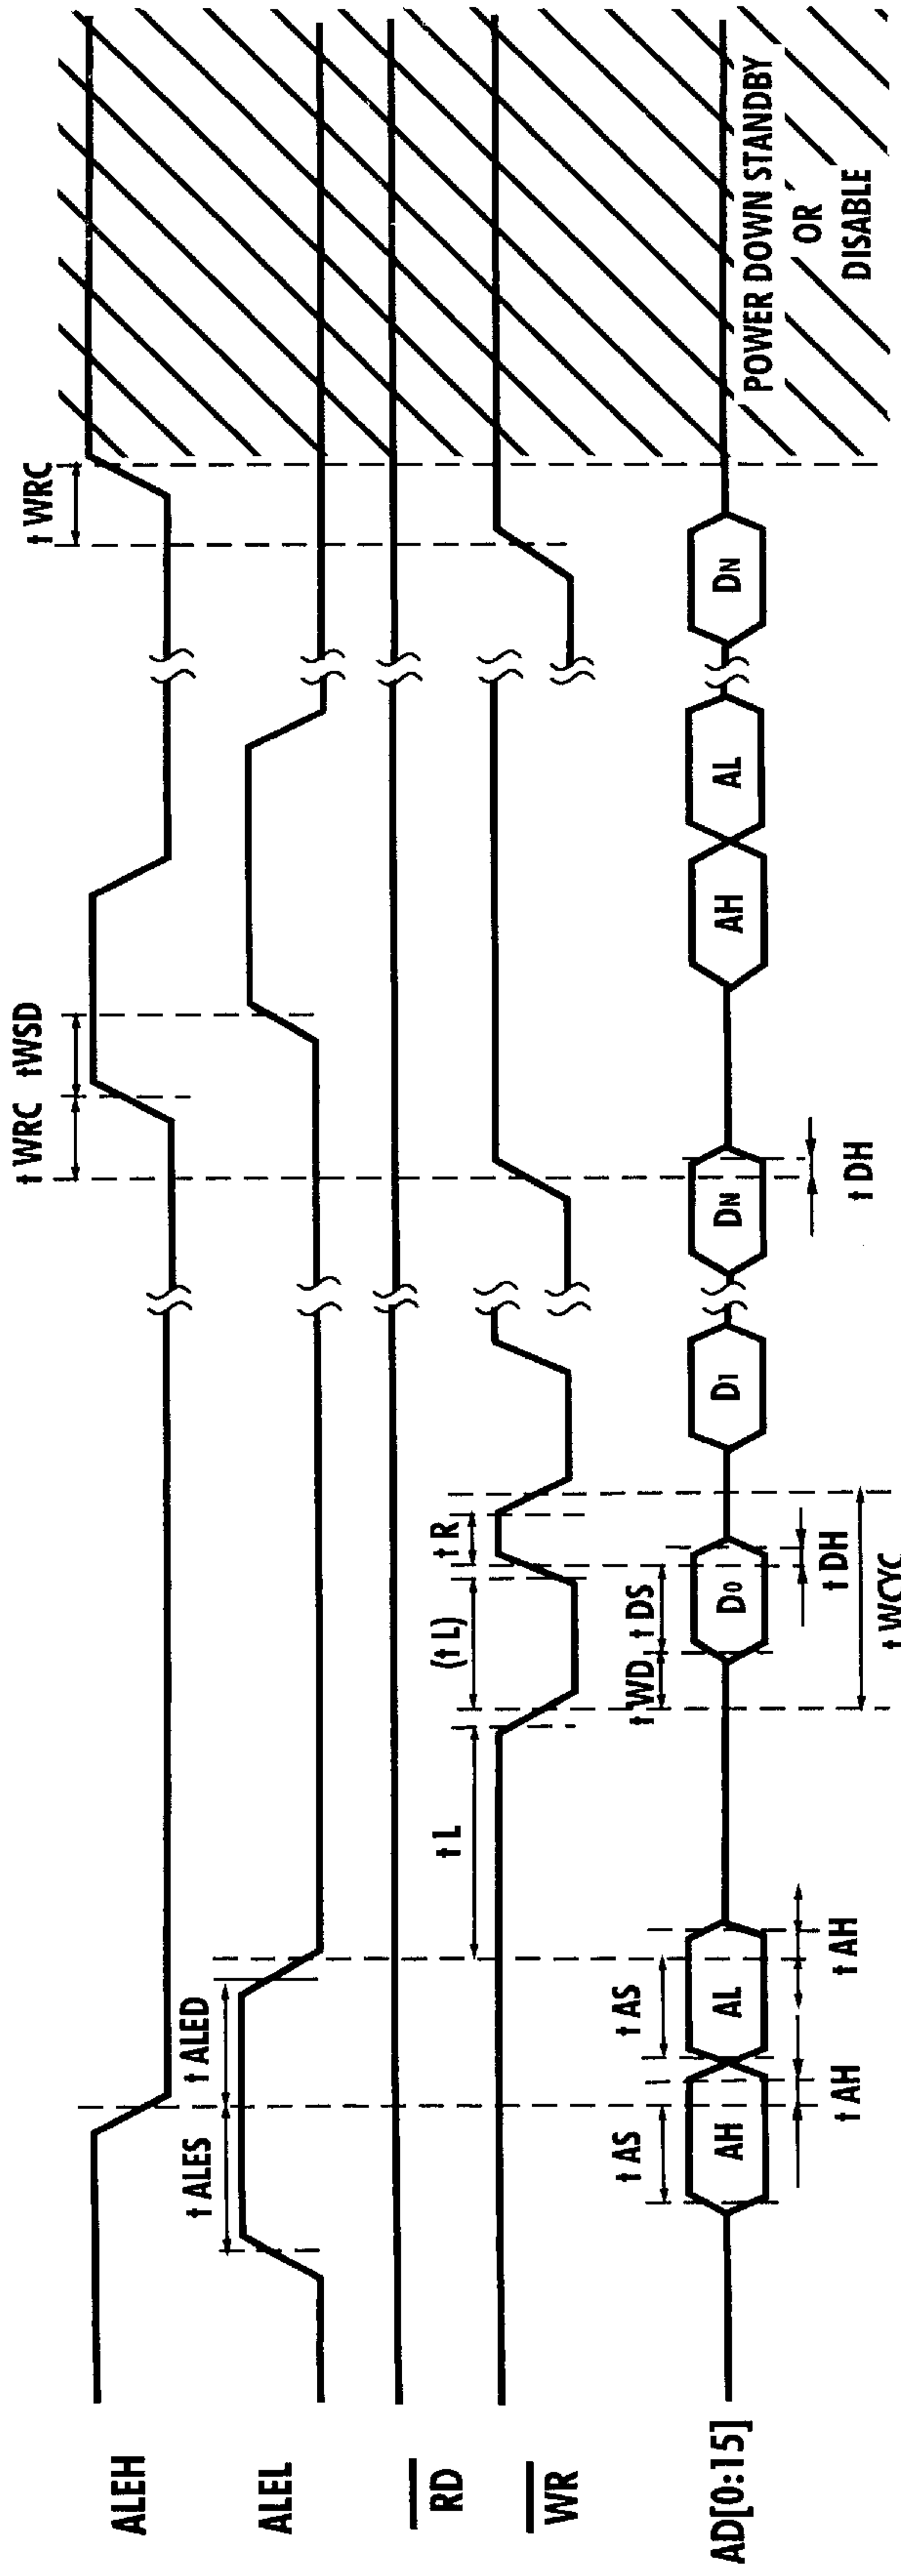 ALEH
ALEL
RD
WR
AD[0:15]
t WRC tWSD
t WRC
t ALES
t ALED
t L
(t L)
t R
t AS
t AS
t WD
t DS
AH
AL
D0
D1
DN
AH
AL
DN
t AH
t AH
t DH
t WCYC
t DH
POWER DOWN STANDBY
OR
DISABLE